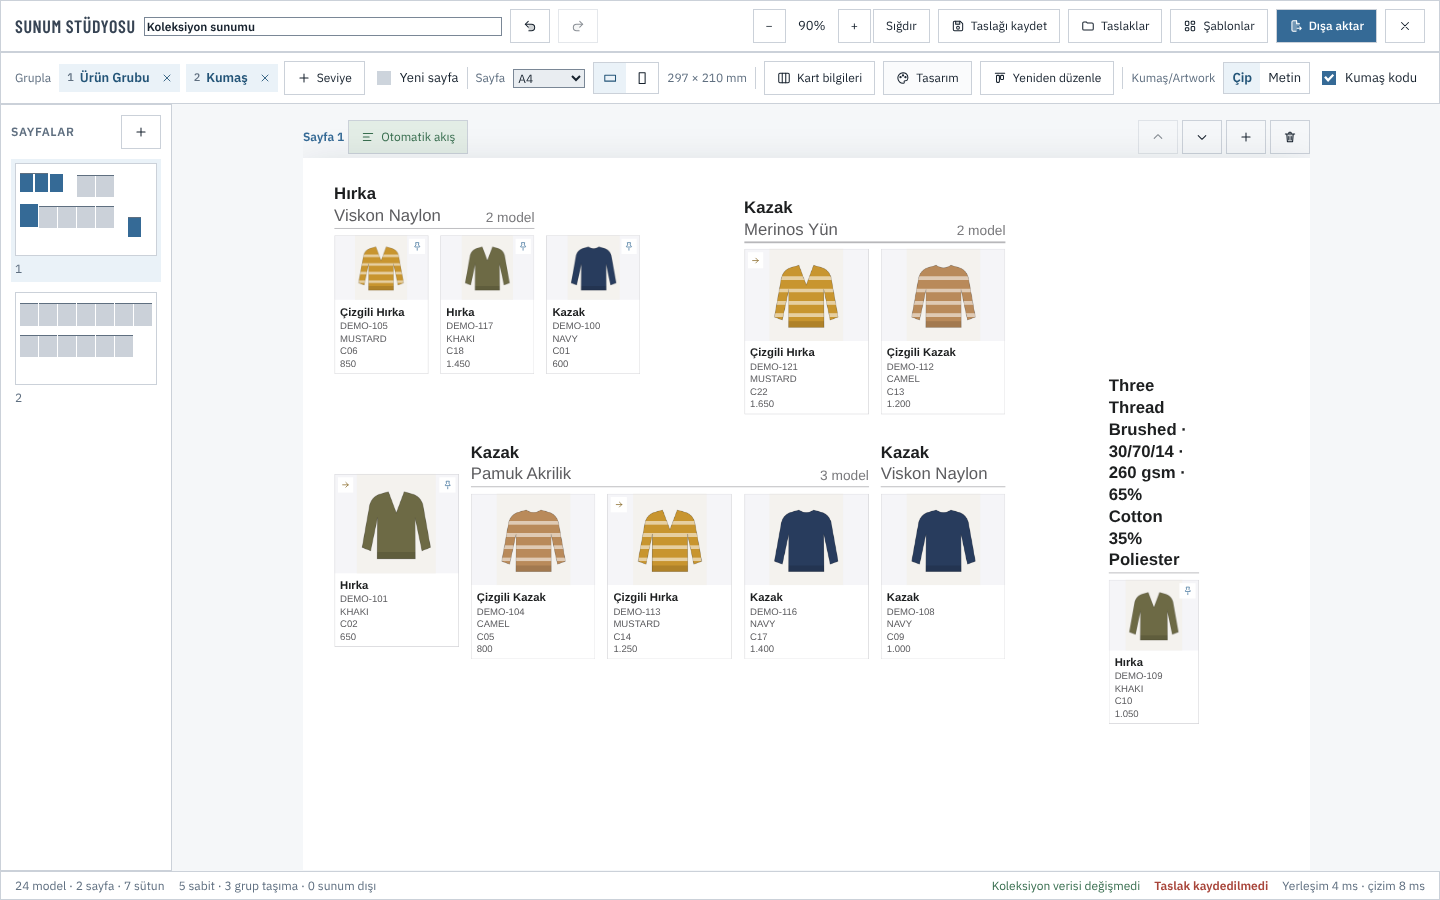 SUNUM STÜDYOSU
Koleksiyon sunumu
− 90% +
Sığdır
Taslağı kaydet
Taslaklar
Şablonlar
Dışa aktar
Grupla
1 Ürün Grubu
2 Kumaş
Seviye
Yeni sayfa
Sayfa
A4
297 × 210 mm
Kart bilgileri
Tasarım
Yeniden düzenle
Kumaş/Artwork
Çip
Metin
Kumaş kodu
SAYFALAR
1
2
Sayfa 1
Otomatik akış
Hırka
Viskon Naylon 2 model
Çizgili Hırka
DEMO-105
MUSTARD
C06
850
Hırka
DEMO-117
KHAKI
C18
1.450
Kazak
DEMO-100
NAVY
C01
600
Kazak
Merinos Yün 2 model
Çizgili Hırka
DEMO-121
MUSTARD
C22
1.650
Çizgili Kazak
DEMO-112
CAMEL
C13
1.200
Hırka
DEMO-101
KHAKI
C02
650
Kazak
Pamuk Akrilik 3 model
Çizgili Kazak
DEMO-104
CAMEL
C05
800
Çizgili Hırka
DEMO-113
MUSTARD
C14
1.250
Kazak
DEMO-116
NAVY
C17
1.400
Kazak
Viskon Naylon
Kazak
DEMO-108
NAVY
C09
1.000
Three
Thread
Brushed ·
30/70/14 ·
260 gsm ·
65%
Cotton
35%
Poliester
Hırka
DEMO-109
KHAKI
C10
1.050
24 model · 2 sayfa · 7 sütun
5 sabit · 3 grup taşıma · 0 sunum dışı
Koleksiyon verisi değişmedi
Taslak kaydedilmedi
Yerleşim 4 ms · çizim 8 ms